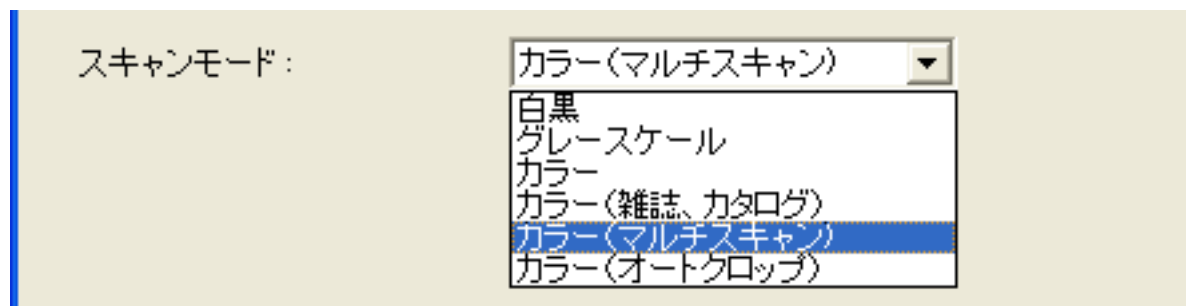 スキャンモード:
カラー(マルチスキャン)
白黒
グレースケール
カラー
カラー(雑誌、カタログ)
カラー(マルチスキャン)
カラー(オートクロップ)